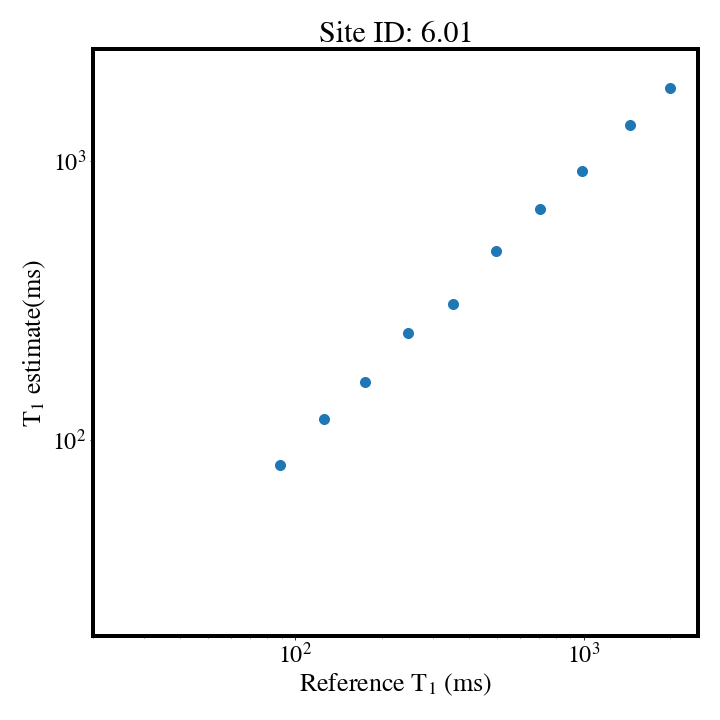 Site ID: 6.01
10³
10²
T₁ estimate(ms)
10² 10³
Reference T₁ (ms)